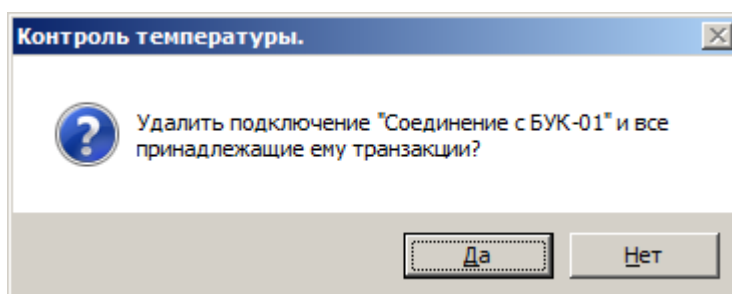 Контроль температуры.
Удалить подключение "Соединение с БУК-01" и все
принадлежащие ему транзакции?
Да
Нет